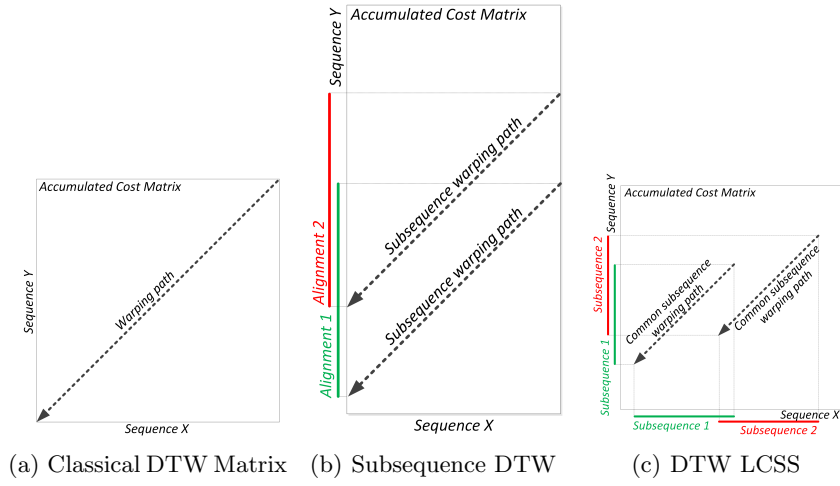 Accumulated Cost Matrix
Sequence Y
Warping path
Sequence X
(a) Classical DTW Matrix
Accumulated Cost Matrix
Sequence Y
Subsequence warping path
Subsequence warping path
Alignment 2
Alignment 1
Sequence X
(b) Subsequence DTW
Accumulated Cost Matrix
Sequence Y
Subsequence 2
Subsequence 1
Common subsequence
warping path
Common subsequence
warping path
Sequence X
Subsequence 1
Subsequence 2
(c) DTW LCSS